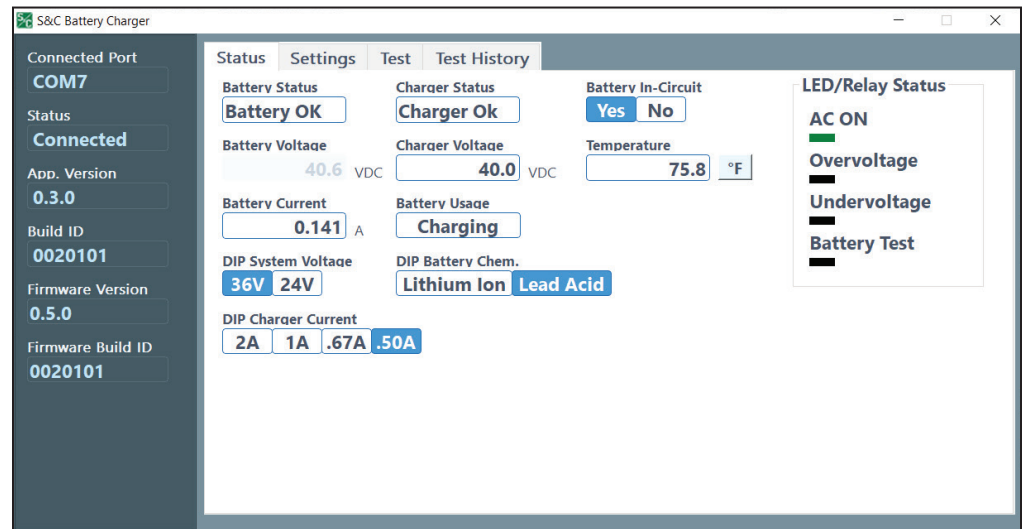 S&C Battery Charger
Connected Port
COM7
Status
Connected
App. Version
0.3.0
Build ID
0020101
Firmware Version
0.5.0
Firmware Build ID
0020101
Status Settings Test Test History
Battery Status Charger Status Battery In-Circuit
Battery OK Charger Ok Yes No
Battery Voltage Charger Voltage Temperature
40.6 VDC 40.0 VDC 75.8 °F
Battery Current Battery Usage
0.141 A Charging
DIP System Voltage DIP Battery Chem.
36V 24V Lithium Ion Lead Acid
DIP Charger Current
2A 1A .67A .50A
LED/Relay Status
AC ON
Overvoltage
Undervoltage
Battery Test